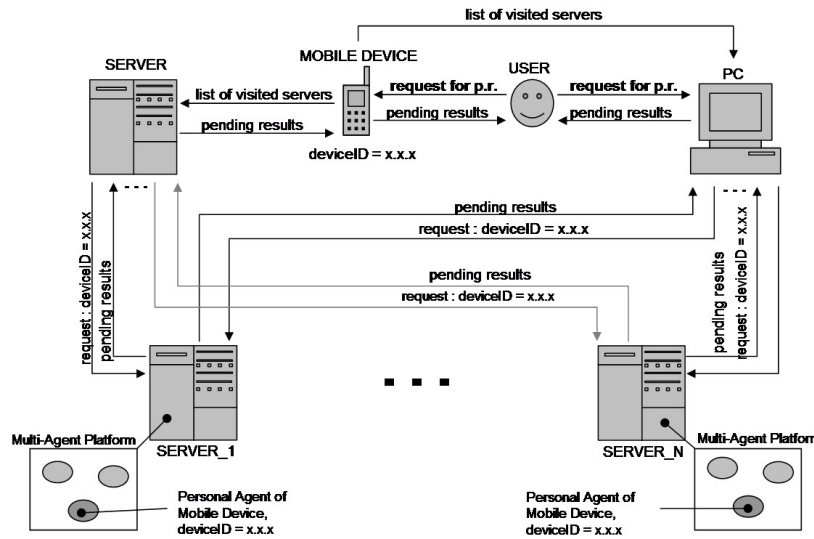 list of visited servers
SERVER
MOBILE DEVICE
USER
PC
list of visited servers
request for p.r.
request for p.r.
pending results
pending results
pending results
deviceID = x.x.x
request : deviceID = x.x.x
pending results
pending results
request : deviceID = x.x.x
pending results
request : deviceID = x.x.x
pending results
request : deviceID = x.x.x
SERVER_1
SERVER_N
Multi-Agent Platform
Multi-Agent Platform
Personal Agent of
Mobile Device,
deviceID = x.x.x
Personal Agent of
Mobile Device,
deviceID = x.x.x